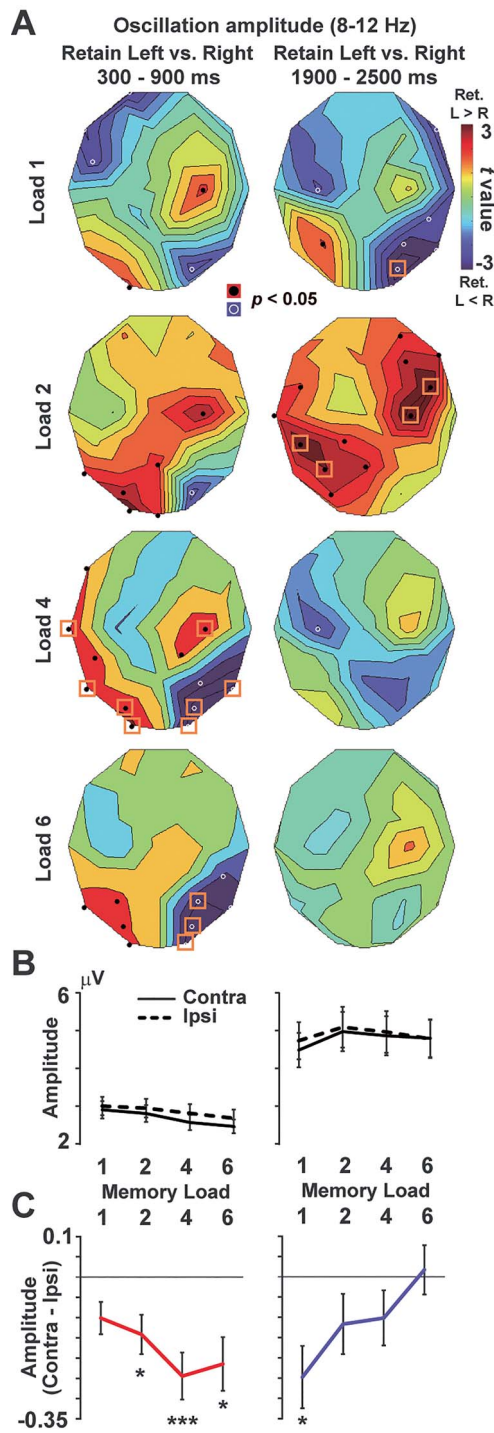 A
Oscillation amplitude (8-12 Hz)
Retain Left vs. Right Retain Left vs. Right
300 - 900 ms 1900 - 2500 ms
Ret.
L > R
3
t value
-3
Ret.
L < R
Load 1
p < 0.05
Load 2
Load 4
Load 6
B
μV
6
Contra
Ipsi
Amplitude
2
1 2 4 6 1 2 4 6
Memory Load Memory Load
C
1 2 4 6 1 2 4 6
0.1
Amplitude
(Contra - Ipsi)
* *** * *
-0.35